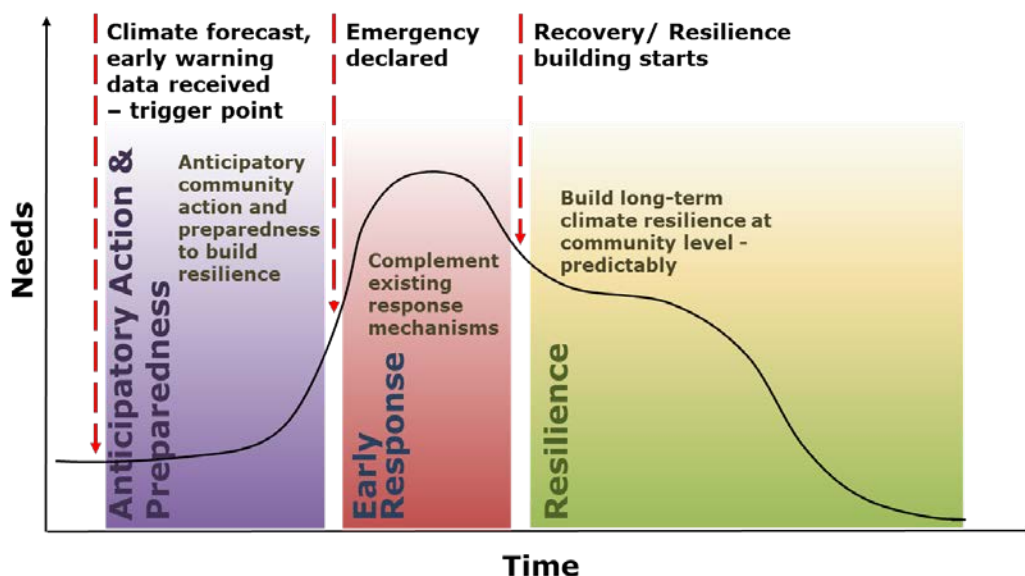 Climate forecast,
early warning
data received
– trigger point
Emergency
declared
Recovery/ Resilience
building starts
Needs
Anticipatory Action &
Preparedness
Anticipatory
community
action and
preparedness
to build
resilience
Early
Response
Complement
existing
response
mechanisms
Resilience
Build long-term
climate resilience at
community level -
predictably
Time